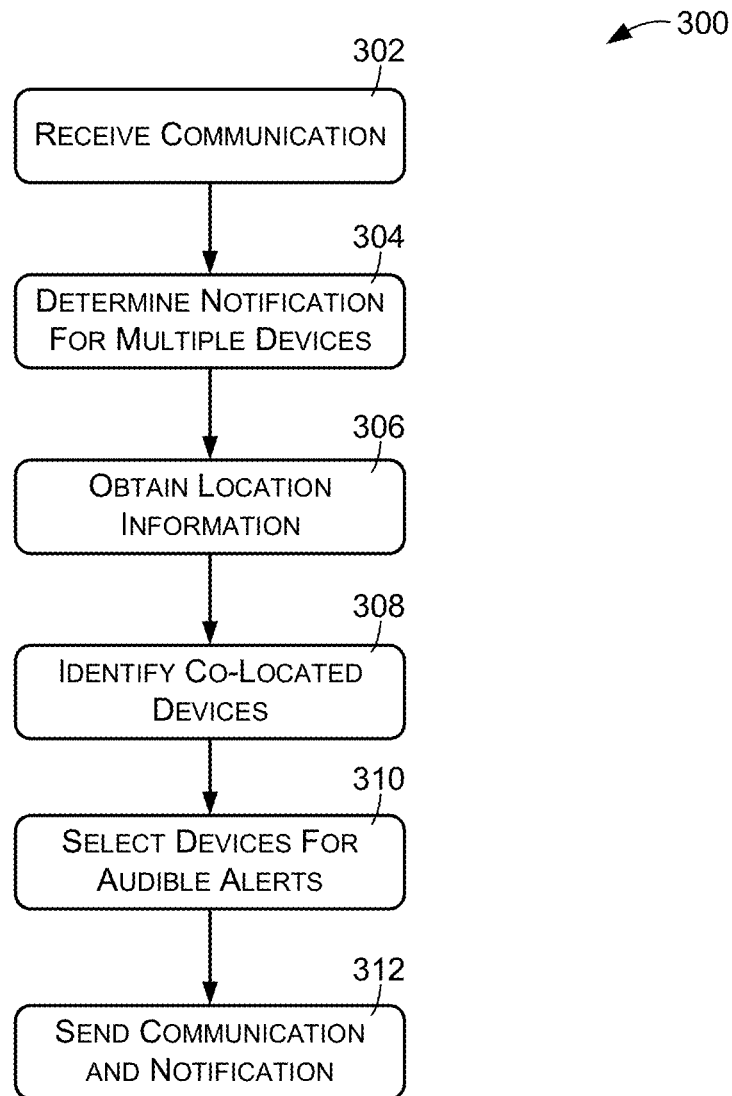 300
302
RECEIVE COMMUNICATION
304
DETERMINE NOTIFICATION
FOR MULTIPLE DEVICES
306
OBTAIN LOCATION
INFORMATION
308
IDENTIFY CO-LOCATED
DEVICES
310
SELECT DEVICES FOR
AUDIBLE ALERTS
312
SEND COMMUNICATION
AND NOTIFICATION